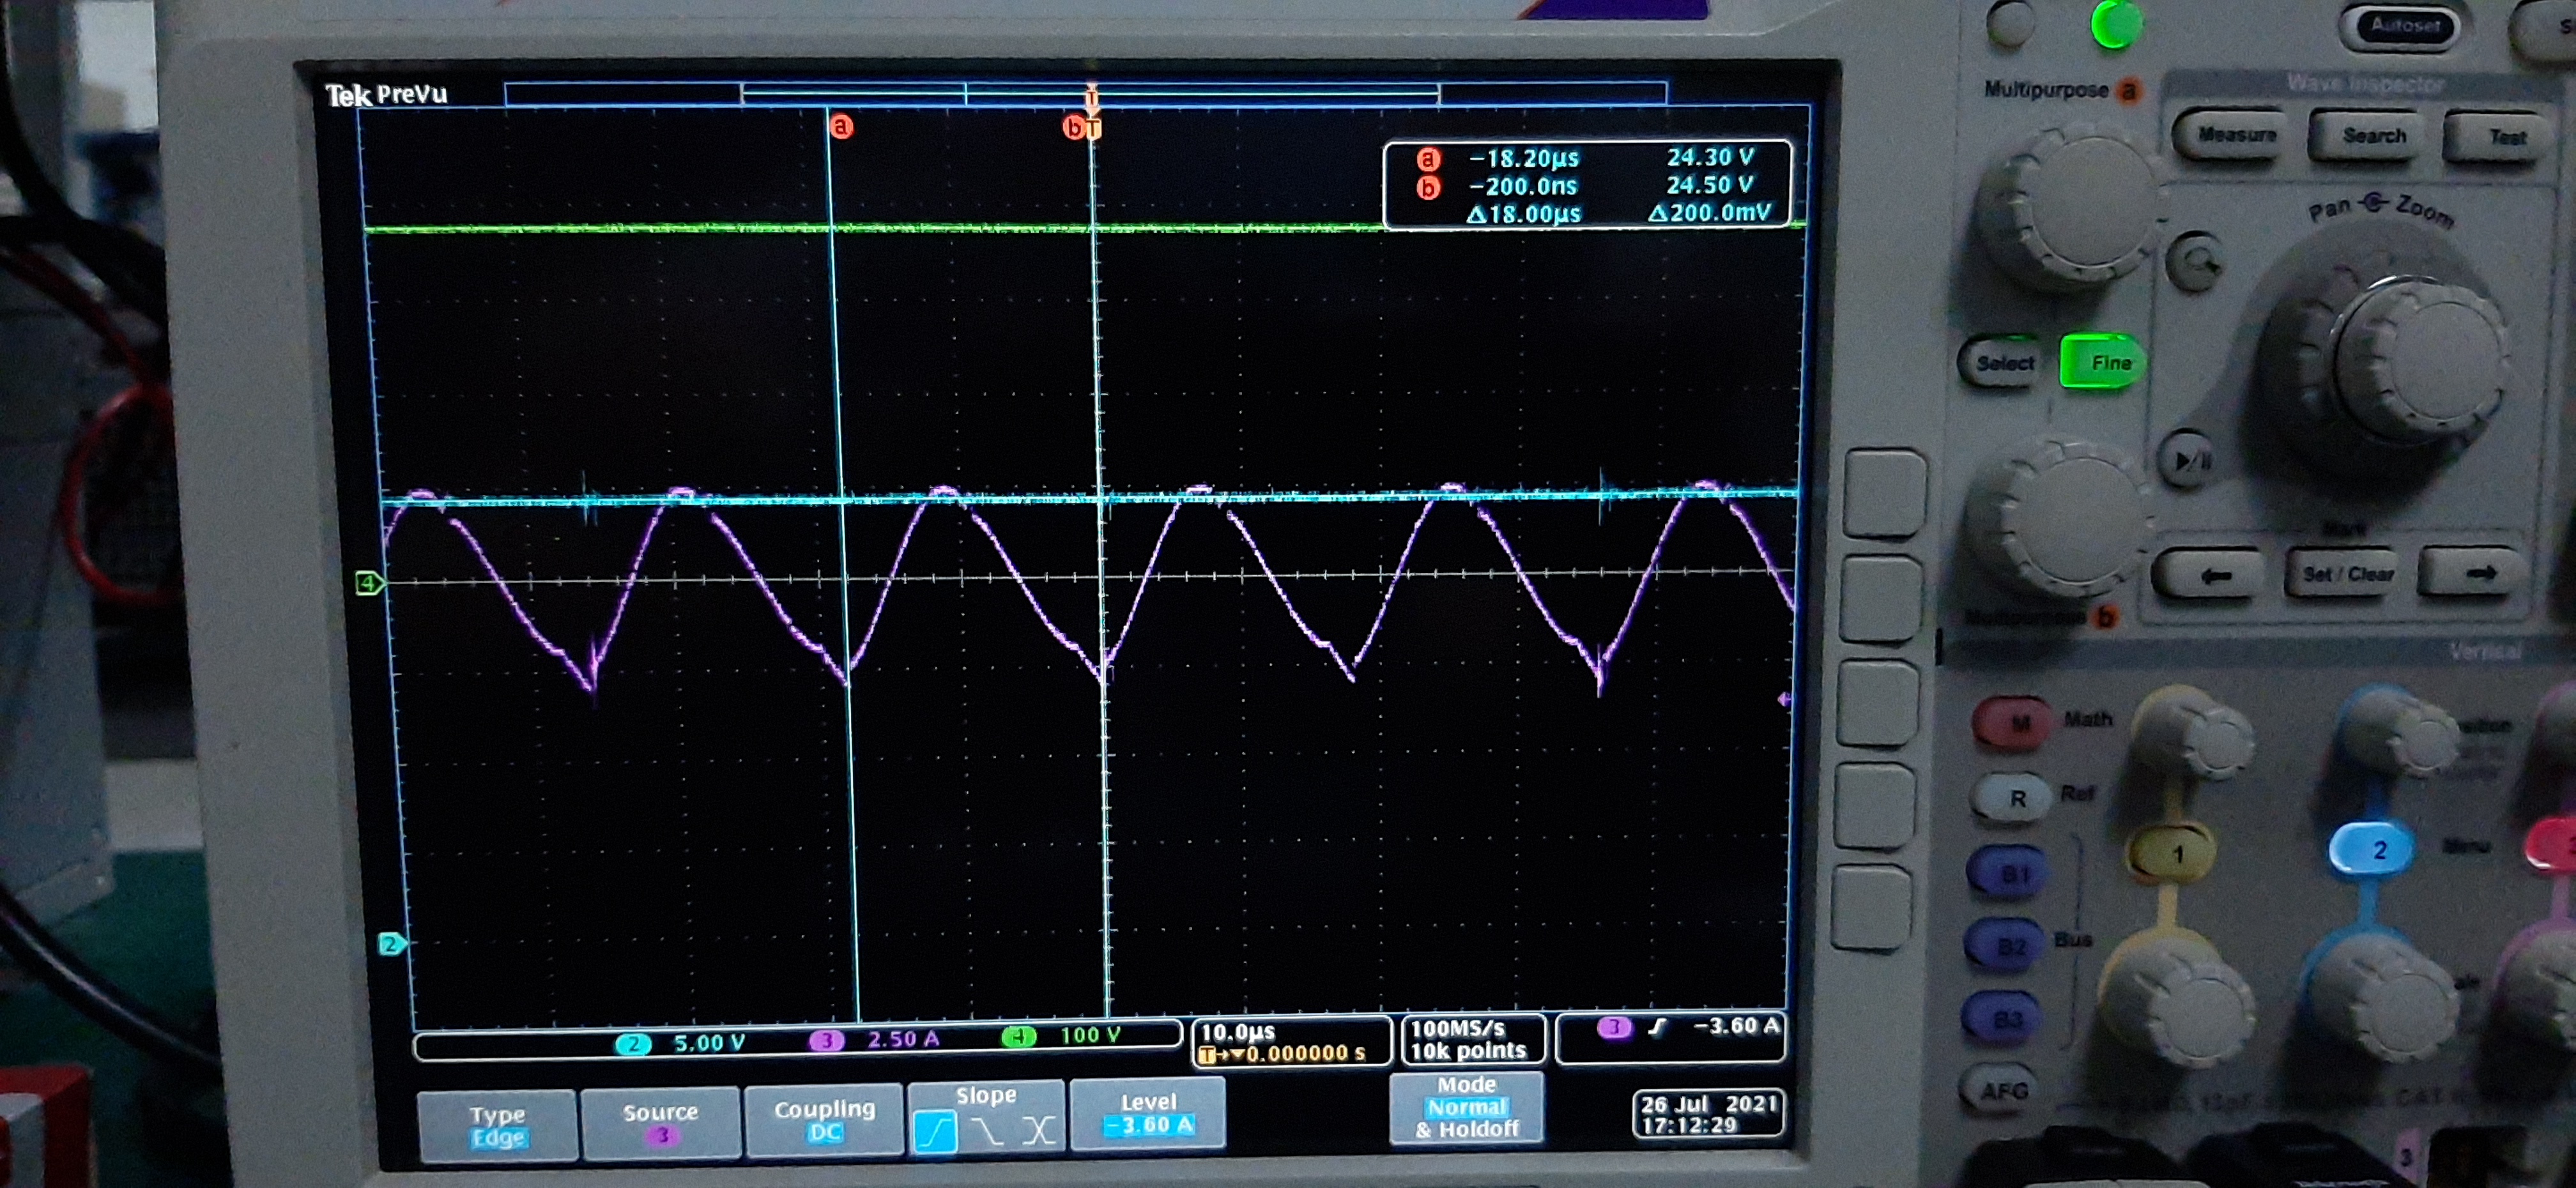 Tek PreVu
T
a
b T
a -18.20µs 24.30 V
b -200.0ns 24.50 V
Δ18.00µs Δ200.0mV
4
2
2 5.00 V 3 2.50 A 4 100 V
10.0µs
T→▼0.000000 s
100MS/s
10k points
3 -3.60 A
Type
Edge
Source
3
Coupling
DC
Slope
Level
-3.60 A
Mode
Normal
& Holdoff
26 Jul 2021
17:12:29
Autoset
Multipurpose a
Wave Inspector
Measure
Search
Test
Pan Zoom
Select
Fine
Mark
Set / Clear
Multipurpose b
Vertical
M Math
R Ref
B1
B2 Bus
B3
AFG
1
2
Menu
3